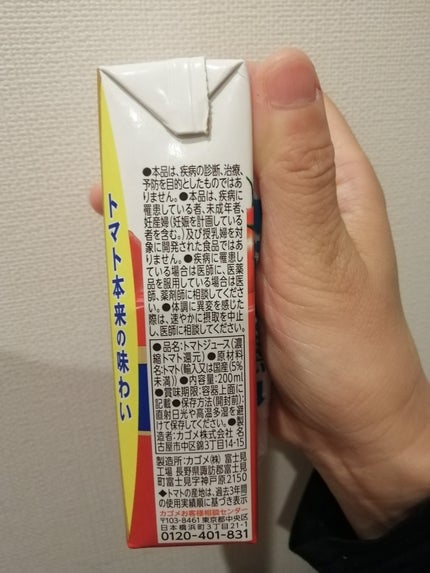 ●本品は、疾病の診断、治療、
予防を目的としたものではあ
りません。●本品は、疾病に
罹患している者、未成年者、
妊産婦(妊娠を計画している
者を含む。)及び授乳婦を対
象に開発された食品ではあり
ません。●疾病に罹患し
ている場合は医師に、医薬
品を服用している場合は医
師、薬剤師に相談してくださ
い。●体調に異変を感じた
際は、速やかに摂取を中止
し、医師に相談してください。
●品名:トマトジュース(濃
縮トマト還元)●原材料
名:トマト(輸入又は国産(5%
未満))●内容量:200ml
●賞味期限:容器上面に
記載●保存方法(開封前):
直射日光や高温多湿を避
けて保存してください。●製
造者:カゴメ株式会社 名
古屋市中区錦3丁目14-15
製造所:カゴメ(株) 富士見
工場 長野県諏訪郡富士見
町富士見字神戸原2150
◆トマトの産地は、過去3年間
の使用実績順に基づき表示
カゴメお客様相談センター
〒103-8461 東京都中央区
日本橋浜町3丁目21-1
0120-401-831
トマト本来の味わい